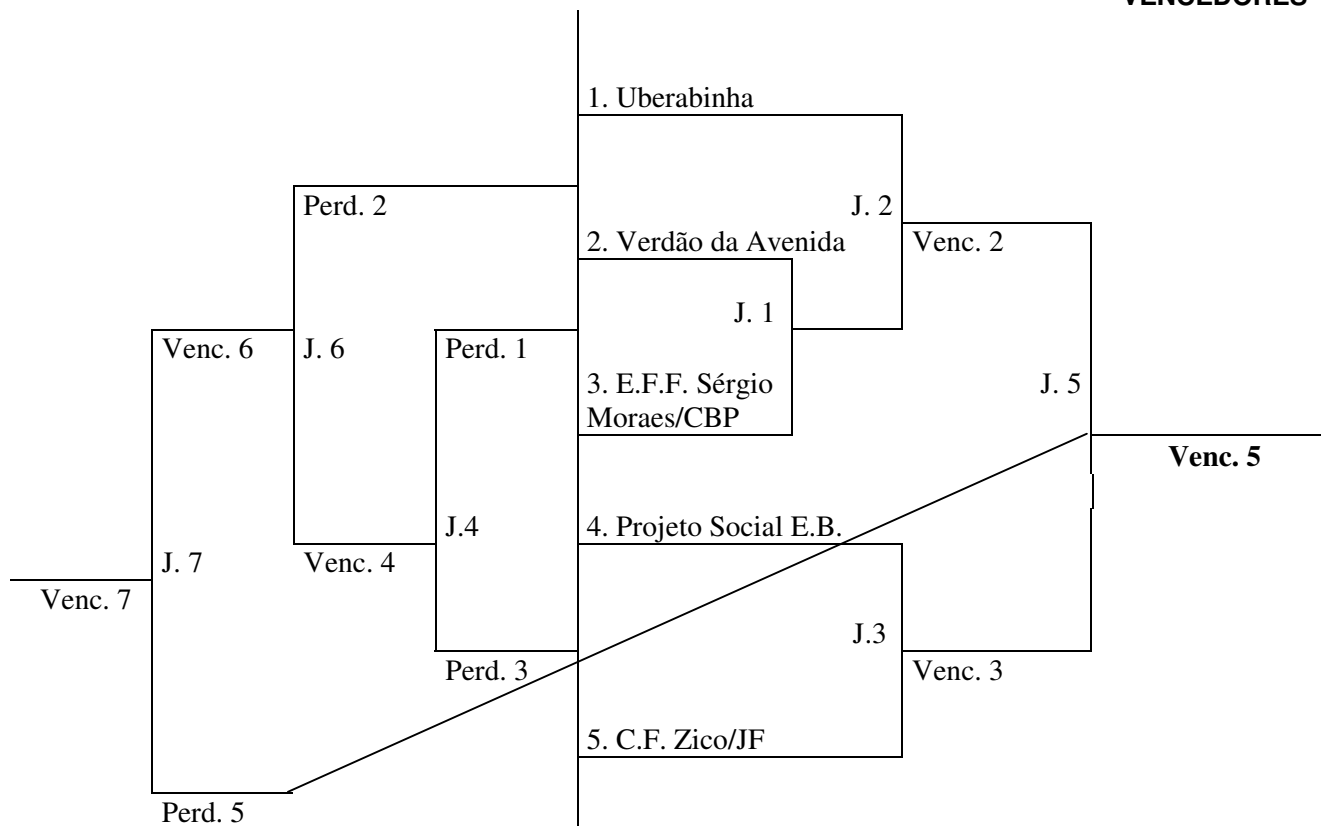 VENCEDORES
1. Uberabinha
Perd. 2
J. 2
2. Verdão da Avenida
Venc. 2
J. 1
Venc. 6
J. 6
Perd. 1
3. E.F.F. Sérgio
Moraes/CBP
J. 5
Venc. 5
J.4
4. Projeto Social E.B.
J. 7
Venc. 4
Venc. 7
J.3
Perd. 3
Venc. 3
5. C.F. Zico/JF
Perd. 5